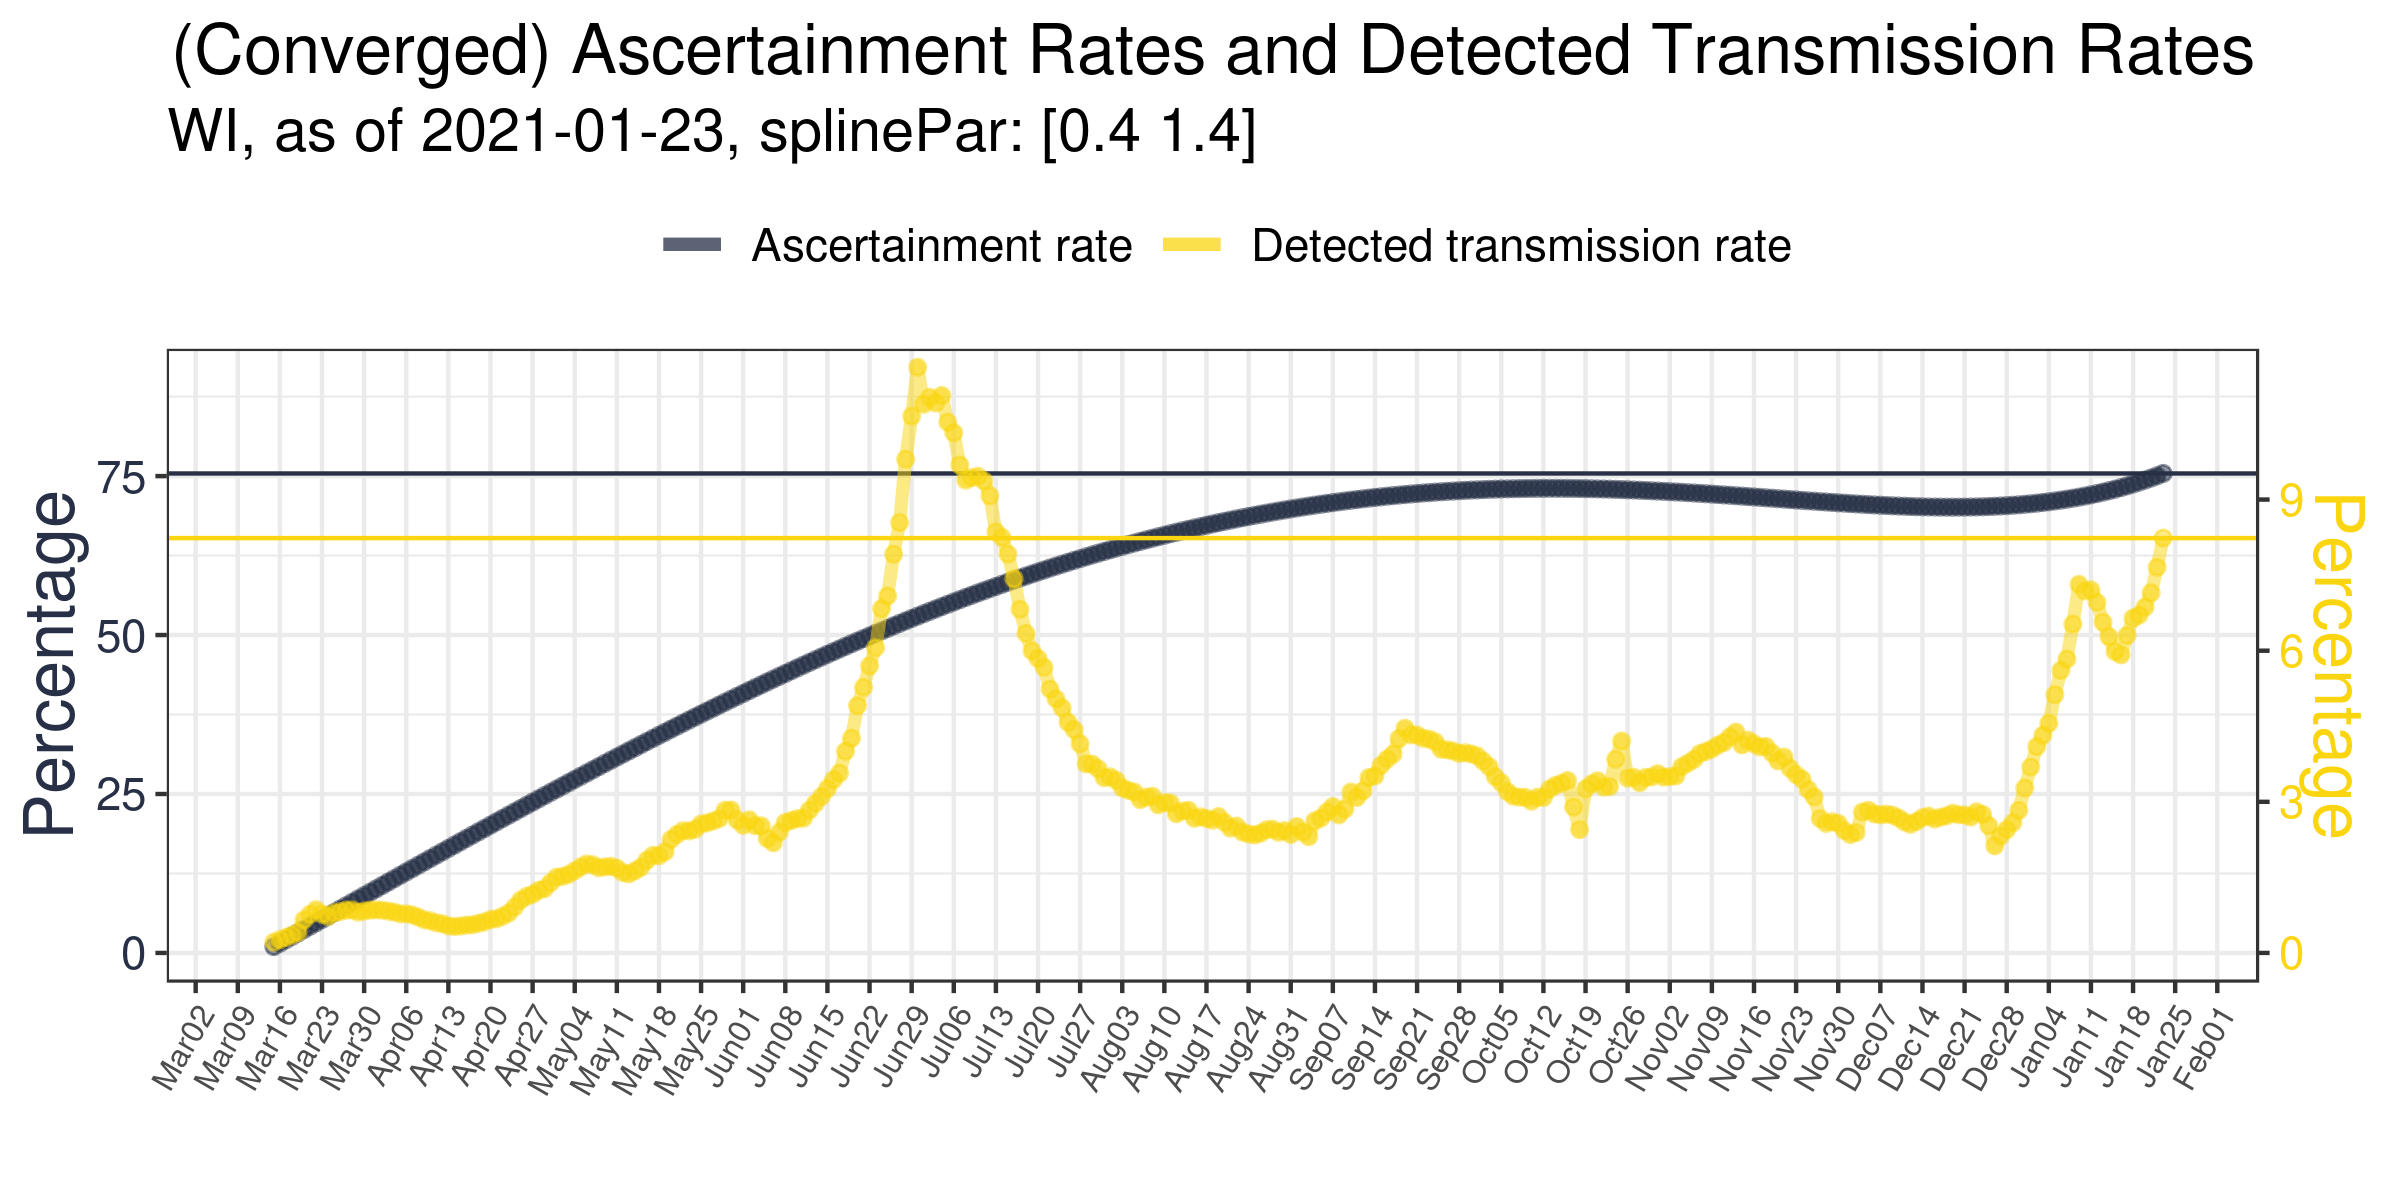 (Converged) Ascertainment Rates and Detected Transmission Rates
WI, as of 2021-01-23, splinePar: [0.4 1.4]
Ascertainment rate
Detected transmission rate
Percentage
75
50
25
0
9
6
3
0
Percentage
Mar02
Mar09
Mar16
Mar23
Mar30
Apr06
Apr13
Apr20
Apr27
May04
May11
May18
May25
Jun01
Jun08
Jun15
Jun22
Jun29
Jul06
Jul13
Jul20
Jul27
Aug03
Aug10
Aug17
Aug24
Aug31
Sep07
Sep14
Sep21
Sep28
Oct05
Oct12
Oct19
Oct26
Nov02
Nov09
Nov16
Nov23
Nov30
Dec07
Dec14
Dec21
Dec28
Jan04
Jan11
Jan18
Jan25
Feb01